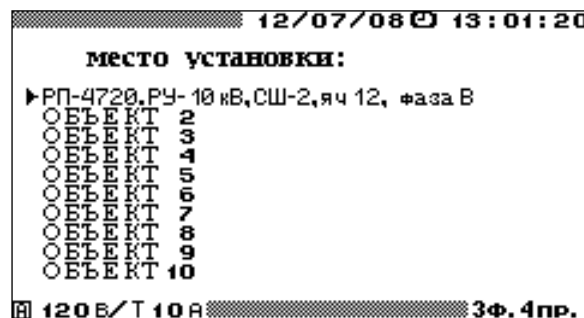 12/07/08 13:01:20
место установки:
РП-4720.РУ-10 кВ,СШ-2,яч 12, фаза В
ОБЪЕКТ 2
ОБЪЕКТ 3
ОБЪЕКТ 4
ОБЪЕКТ 5
ОБЪЕКТ 6
ОБЪЕКТ 7
ОБЪЕКТ 8
ОБЪЕКТ 9
ОБЪЕКТ 10
А 120 В/Т 10 А 3ф.4пр.